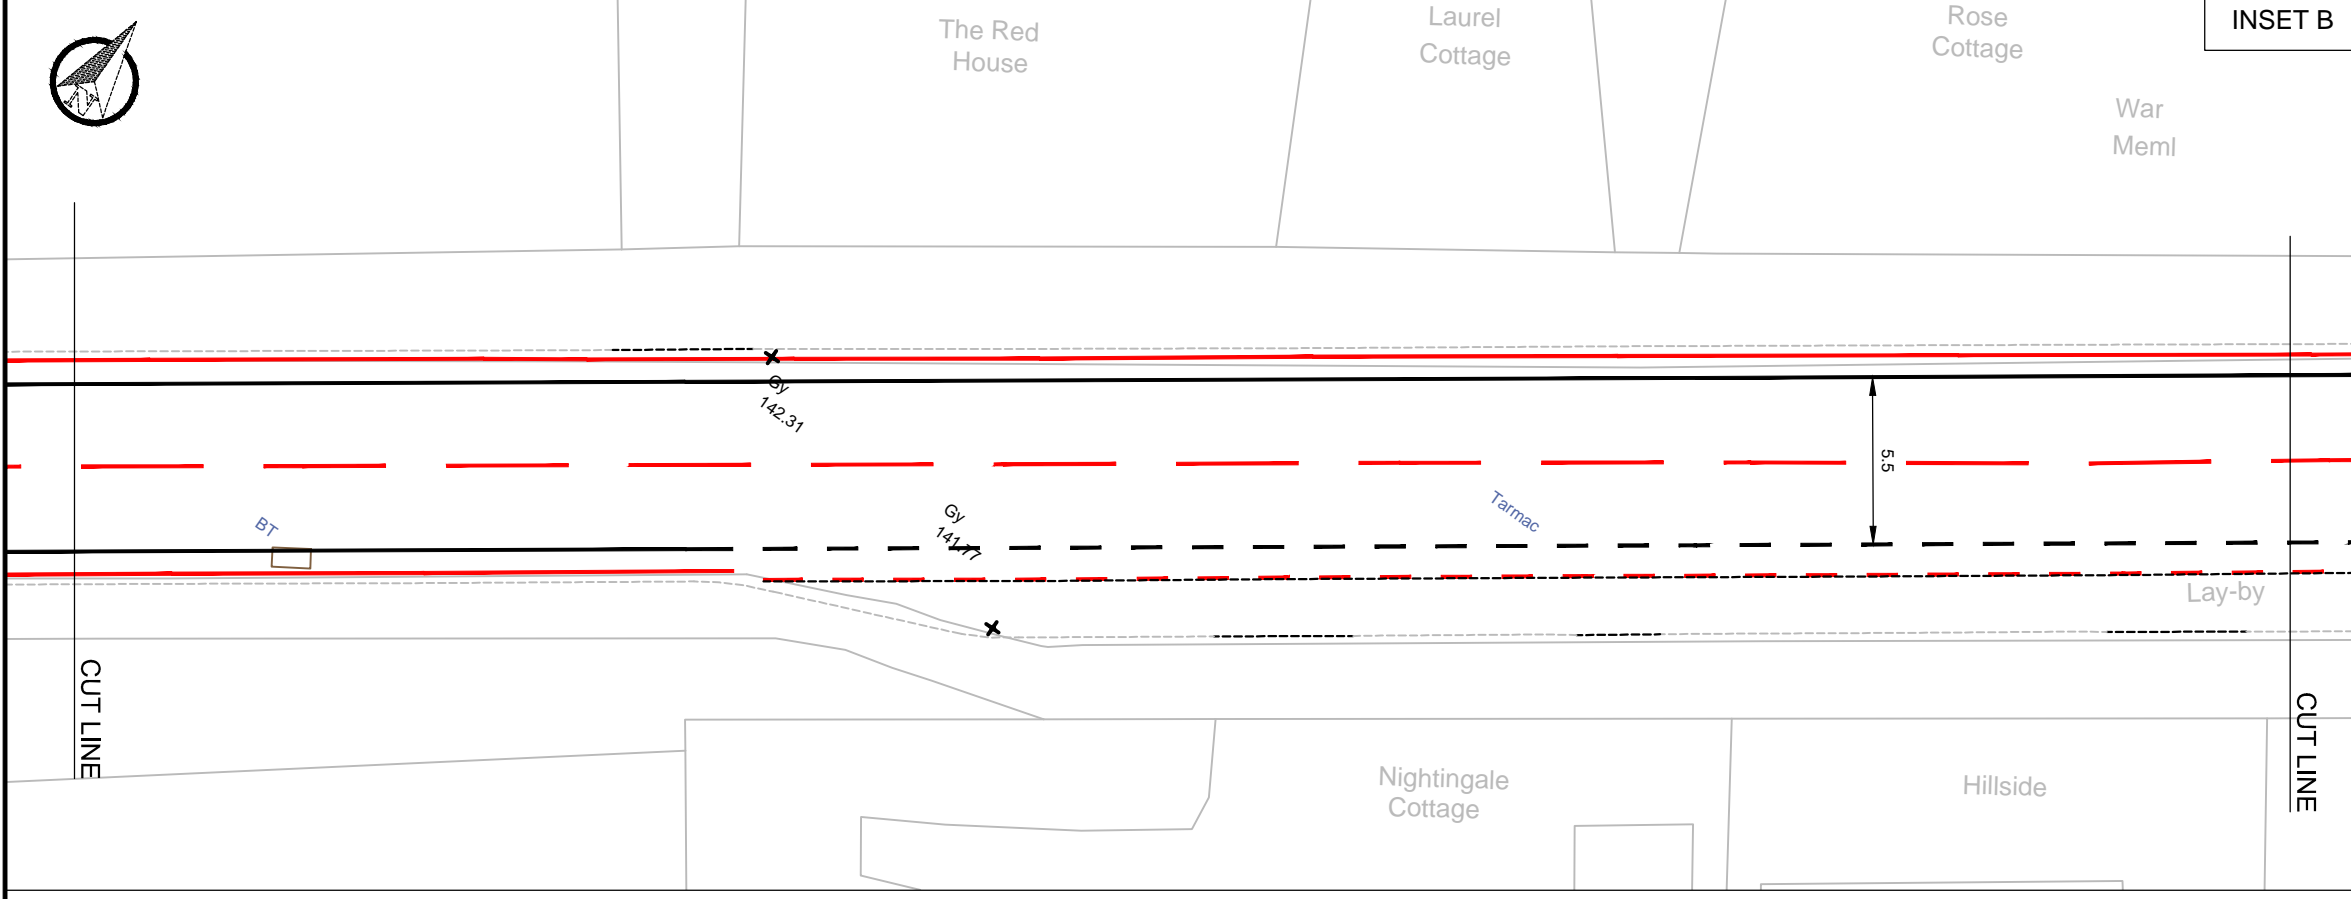 INSET B
The Red
House
Laurel
Cottage
Rose
Cottage
War
Meml
Gy
142.31
5.5
BT
Gy
141.77
Tarmac
Lay-by
CUT LINE
CUT LINE
Nightingale
Cottage
Hillside